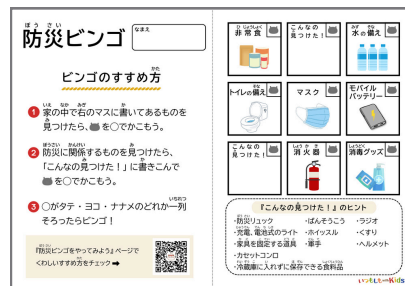 防災ビンゴ
なまえ
ビンゴのすすめ方
1 家の中で右のマスに書いてあるものを
見つけたら、を○でかこもう。
2 防災に関係するものを見つけたら、
「こんなの見つけた！」に書きこんで
を○でかこもう。
3 ○がタテ・ヨコ・ナナメのどれか一列
そろったらビンゴ！
『防災ビンゴをやってみよう』ページで
くわしいすすめ方をチェック➡
非常食
こんなの
見つけた！
水の備え
トイレの備え
マスク
モバイル
バッテリー
こんなの
見つけた！
消火器
消毒グッズ
『こんなの見つけた！』のヒント
・防災リュック ・ばんそうこう ・ラジオ
・充電、電池式のライト ・ホイッスル ・くすり
・家具を固定する道具 ・軍手 ・ヘルメット
・カセットコンロ
・冷蔵庫に入れずに保存できる食料品